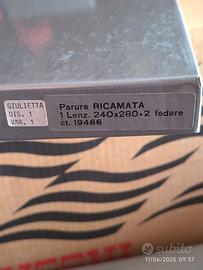 GIULIETTA
DIS. 1
VAR. 1
Parure RICAMATA
1 Lenz. 240x280+2 federe
ct. 19466
subito
11/06/2025 09:37